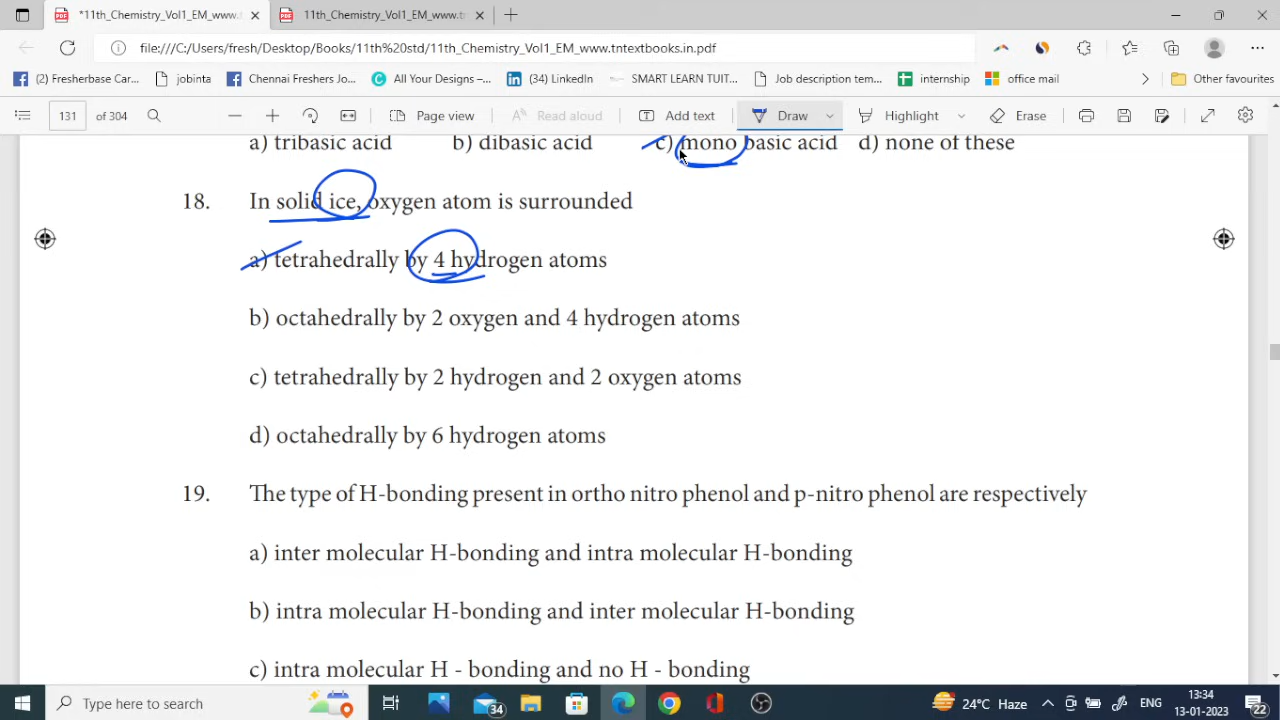 *11th_Chemistry_Vol1_EM_www.
11th_Chemistry_Vol1_EM_www.t
file:///C:/Users/fresh/Desktop/Books/11th%20std/11th_Chemistry_Vol1_EM_www.tntextbooks.in.pdf
(2) Fresherbase Car... jobinta Chennai Freshers Jo... All Your Designs –... (34) LinkedIn SMART LEARN TUIT... Job description tem... internship office mail Other favourites
131 of 304 Page view Read aloud Add text Draw Highlight Erase
a) tribasic acid b) dibasic acid c) mono basic acid d) none of these
18. In solid ice, oxygen atom is surrounded
a) tetrahedrally by 4 hydrogen atoms
b) octahedrally by 2 oxygen and 4 hydrogen atoms
c) tetrahedrally by 2 hydrogen and 2 oxygen atoms
d) octahedrally by 6 hydrogen atoms
19. The type of H-bonding present in ortho nitro phenol and p-nitro phenol are respectively
a) inter molecular H-bonding and intra molecular H-bonding
b) intra molecular H-bonding and inter molecular H-bonding
c) intra molecular H - bonding and no H - bonding
Type here to search 34 24°C Haze ENG 13:34
13-01-2023 22